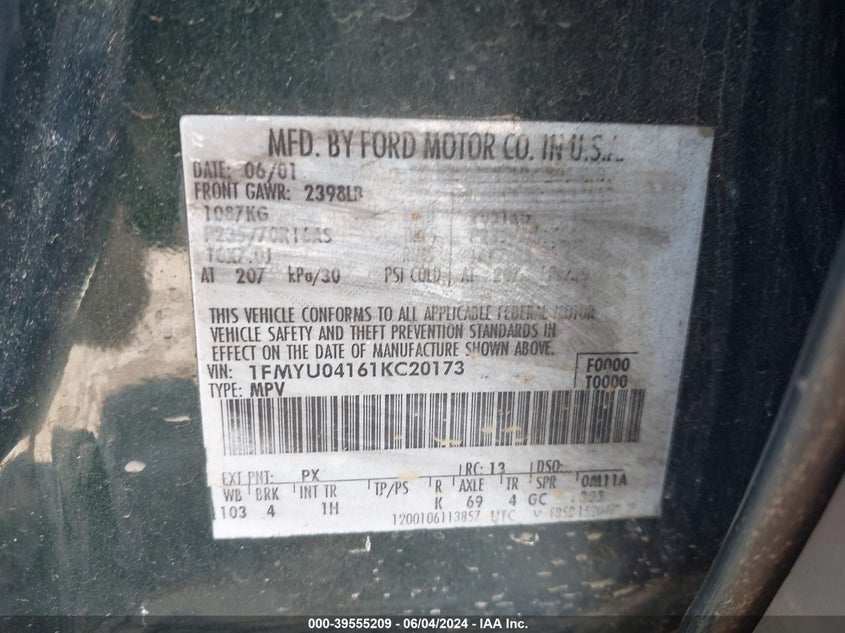 MFD. BY FORD MOTOR CO. IN U.S.A.
DATE: 06/01
FRONT GAWR: 2398LB
1087KG
AT 207 kPa/30 PSI COLD AT
THIS VEHICLE CONFORMS TO ALL APPLICABLE FEDERAL MOTOR
VEHICLE SAFETY AND THEFT PREVENTION STANDARDS IN
EFFECT ON THE DATE OF MANUFACTURE SHOWN ABOVE.
VIN: 1FMYU04161KC20173 F0000
TYPE: MPV T0000
EXT PNT: PX RC: 13 DSO:
WB BRK INT TR TP/PS R AXLE TR SPR OM11A
103 4 1H K 69 4 GC
1200106113857 UTC
000-39555209 - 06/04/2024 - IAA Inc.